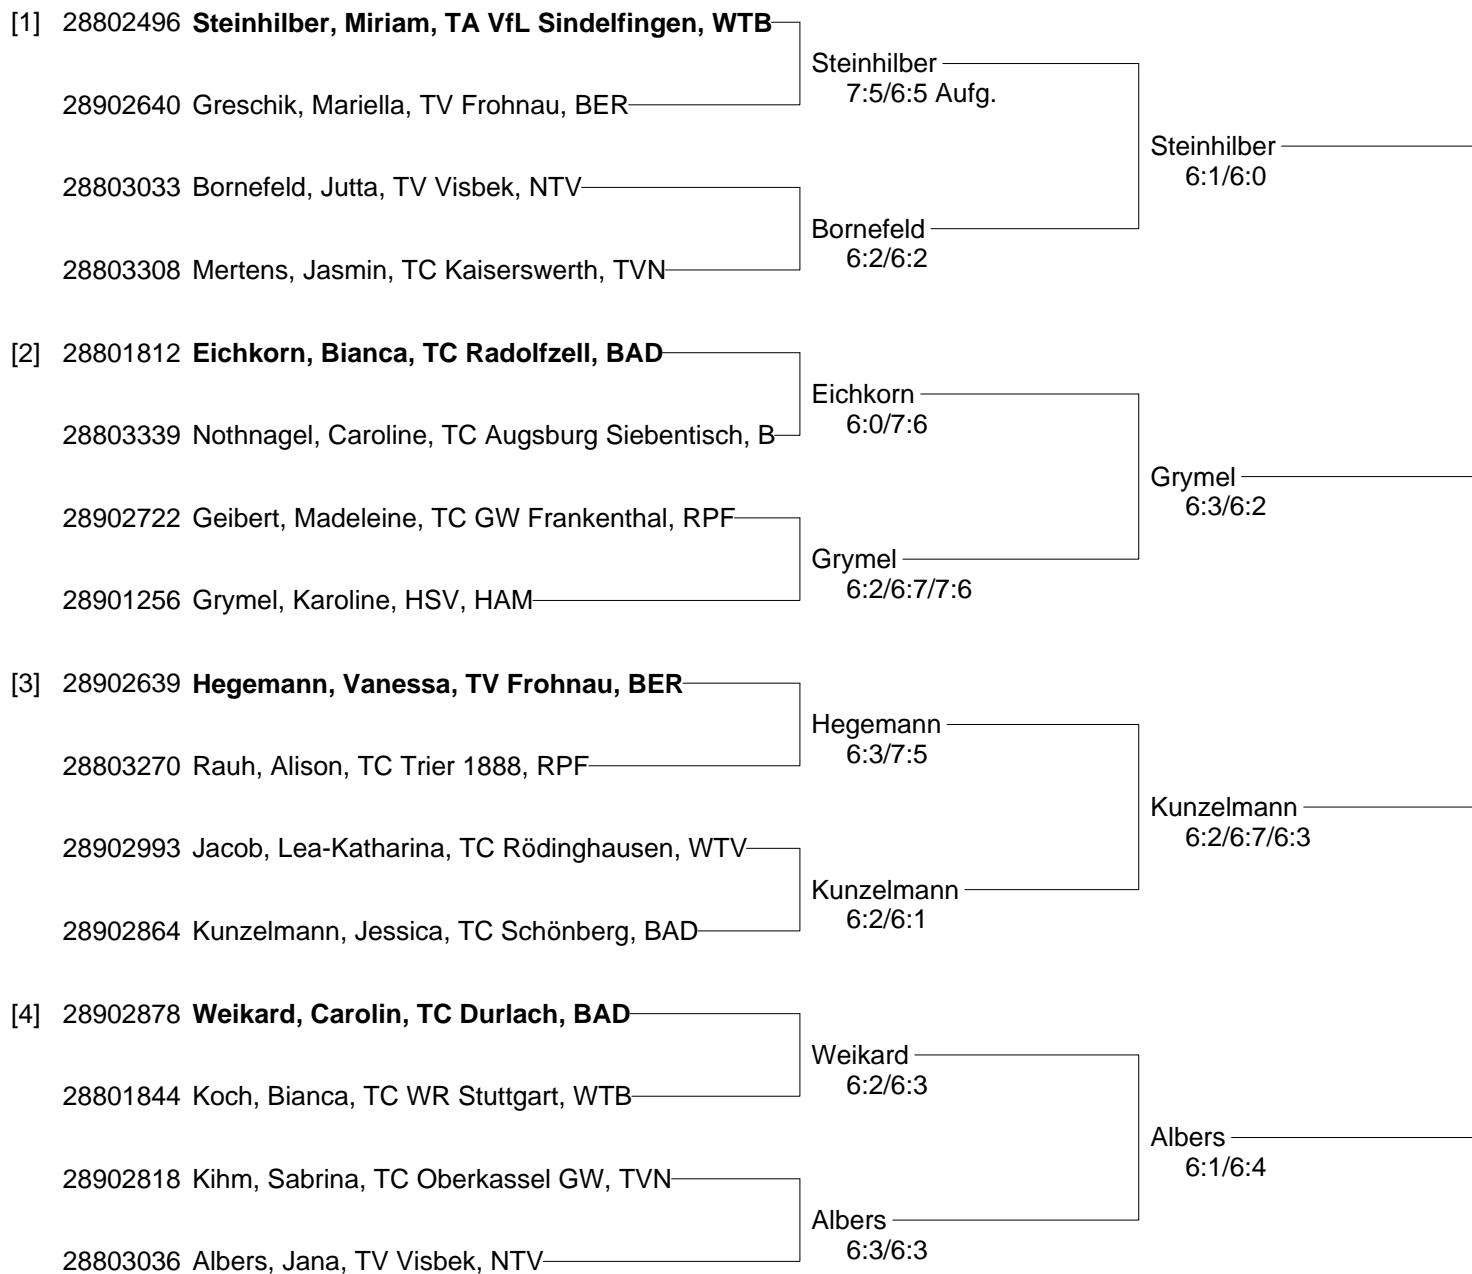 [1] 28802496 Steinhilber, Miriam, TA VfL Sindelfingen, WTB
Steinhilber
7:5/6:5 Aufg.
28902640 Greschik, Mariella, TV Frohnau, BER
Steinhilber
6:1/6:0
28803033 Bornefeld, Jutta, TV Visbek, NTV
Bornefeld
6:2/6:2
28803308 Mertens, Jasmin, TC Kaiserswerth, TVN
[2] 28801812 Eichkorn, Bianca, TC Radolfzell, BAD
Eichkorn
6:0/7:6
28803339 Nothnagel, Caroline, TC Augsburg Siebentisch, B
Grymel
6:3/6:2
28902722 Geibert, Madeleine, TC GW Frankenthal, RPF
Grymel
6:2/6:7/7:6
28901256 Grymel, Karoline, HSV, HAM
[3] 28902639 Hegemann, Vanessa, TV Frohnau, BER
Hegemann
6:3/7:5
28803270 Rauh, Alison, TC Trier 1888, RPF
Kunzelmann
6:2/6:7/6:3
28902993 Jacob, Lea-Katharina, TC Rödinghausen, WTV
Kunzelmann
6:2/6:1
28902864 Kunzelmann, Jessica, TC Schönberg, BAD
[4] 28902878 Weikard, Carolin, TC Durlach, BAD
Weikard
6:2/6:3
28801844 Koch, Bianca, TC WR Stuttgart, WTB
Albers
6:1/6:4
28902818 Kihm, Sabrina, TC Oberkassel GW, TVN
Albers
6:3/6:3
28803036 Albers, Jana, TV Visbek, NTV